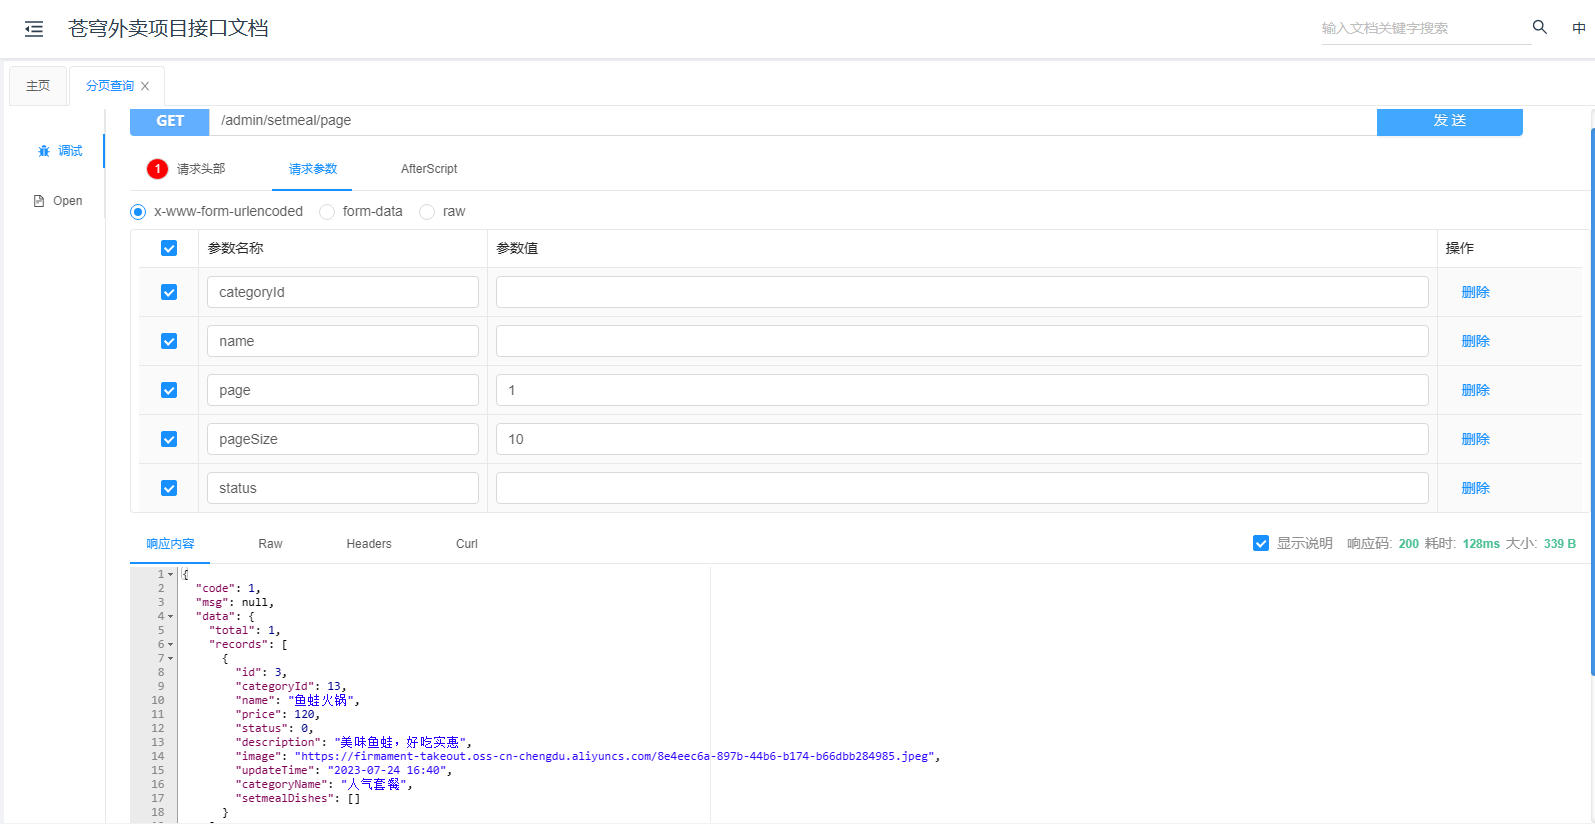 苍穹外卖项目接口文档
输入文档关键字搜索
中
主页
分页查询
GET /admin/setmeal/page 发 送
调试
Open
1 请求头部 请求参数 AfterScript
x-www-form-urlencoded form-data raw
参数名称 参数值 操作
categoryId 删除
name 删除
page 1 删除
pageSize 10 删除
status 删除
响应内容 Raw Headers Curl 显示说明 响应码: 200 耗时: 128ms 大小: 339 B
1 {
2 "code": 1,
3 "msg": null,
4 "data": {
5 "total": 1,
6 "records": [
7 {
8 "id": 3,
9 "categoryId": 13,
10 "name": "鱼蛙火锅",
11 "price": 120,
12 "status": 0,
13 "description": "美味鱼蛙，好吃实惠",
14 "image": "https://firmament-takeout.oss-cn-chengdu.aliyuncs.com/8e4eec6a-897b-44b6-b174-b66dbb284985.jpeg",
15 "updateTime": "2023-07-24 16:40",
16 "categoryName": "人气套餐",
17 "setmealDishes": []
18 }